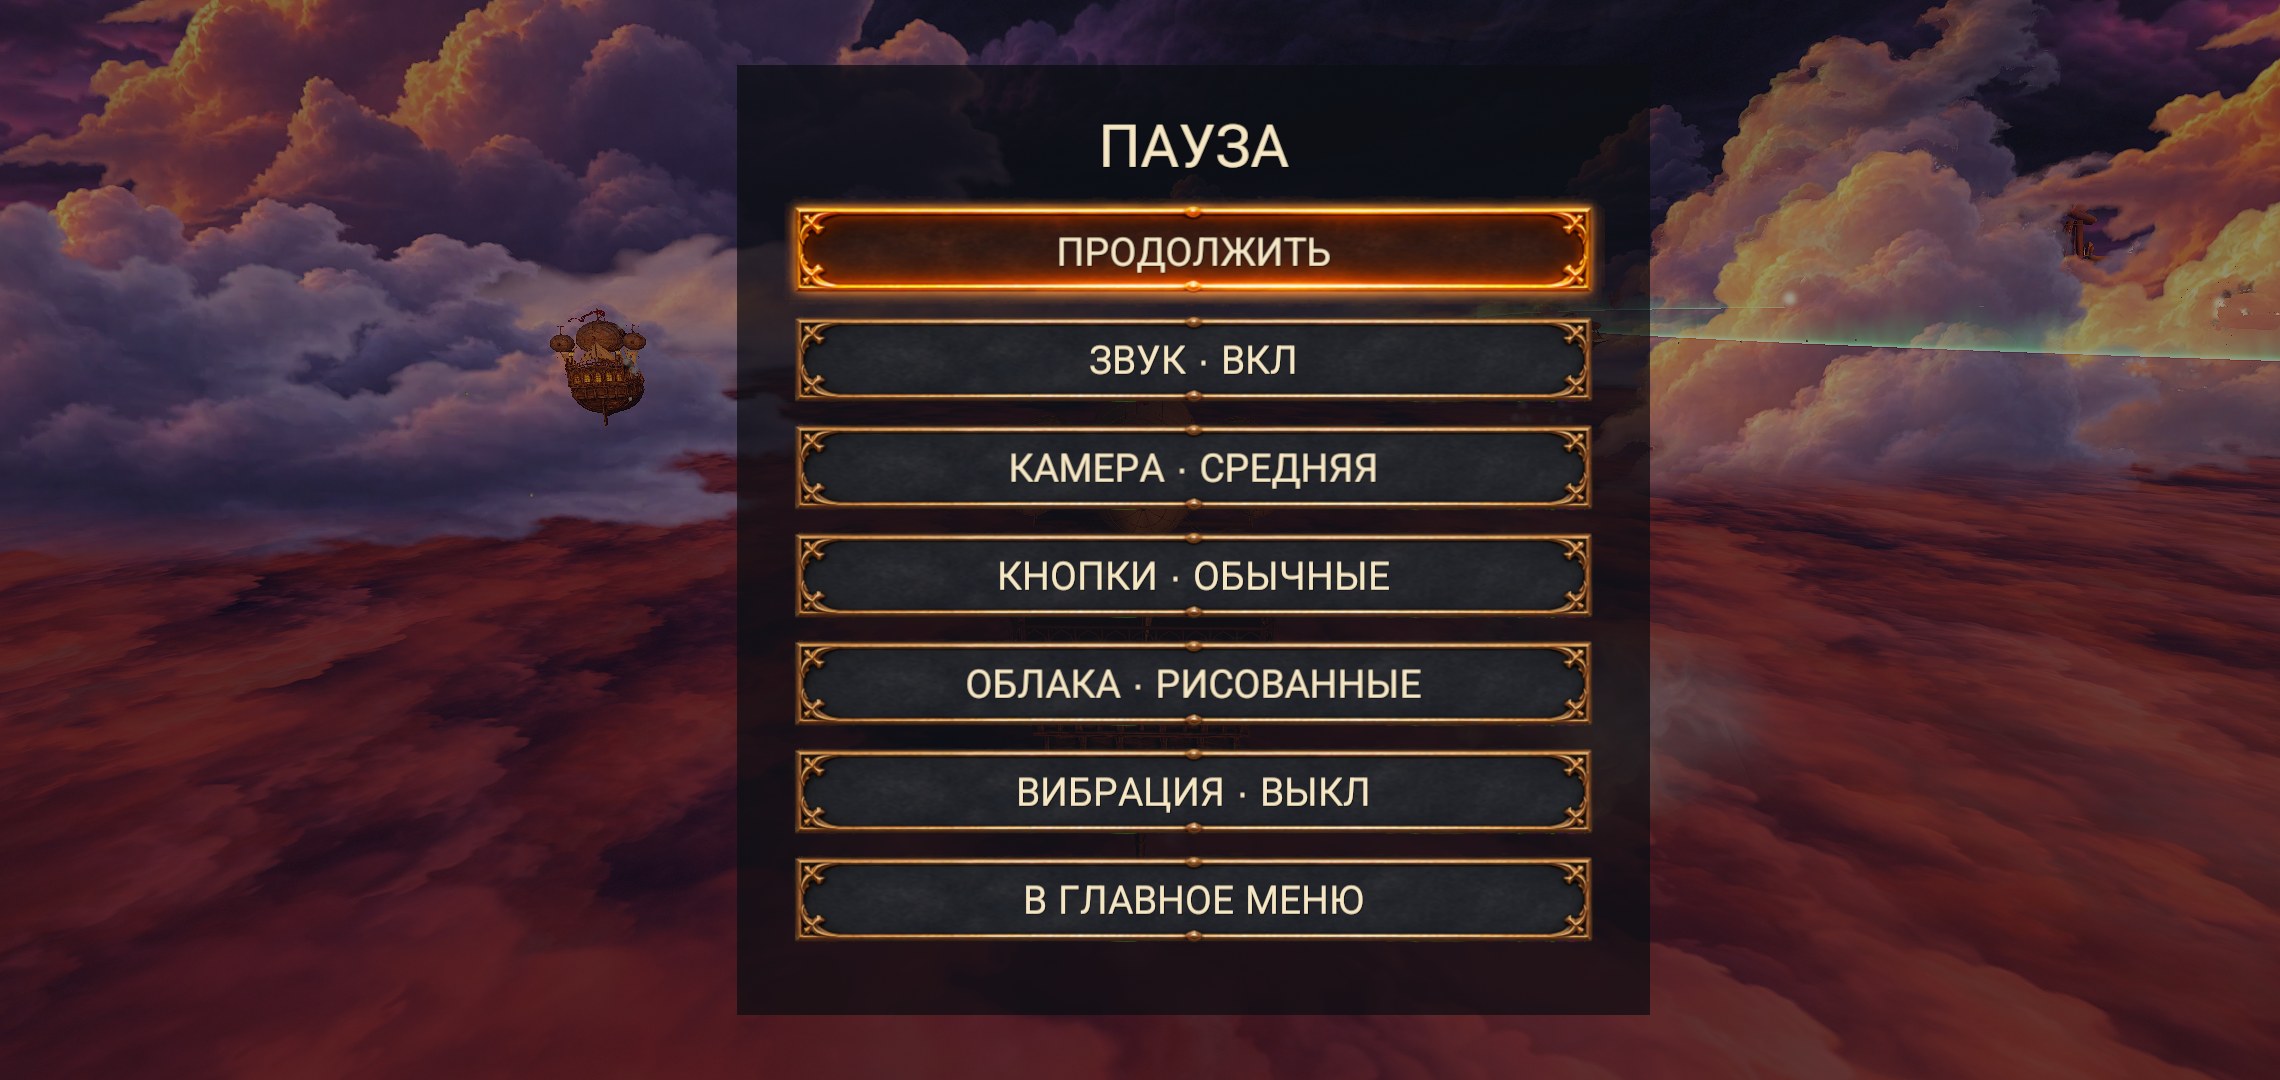 ПАУЗА
ПРОДОЛЖИТЬ
ЗВУК · ВКЛ
КАМЕРА · СРЕДНЯЯ
КНОПКИ · ОБЫЧНЫЕ
ОБЛАКА · РИСОВАННЫЕ
ВИБРАЦИЯ · ВЫКЛ
В ГЛАВНОЕ МЕНЮ